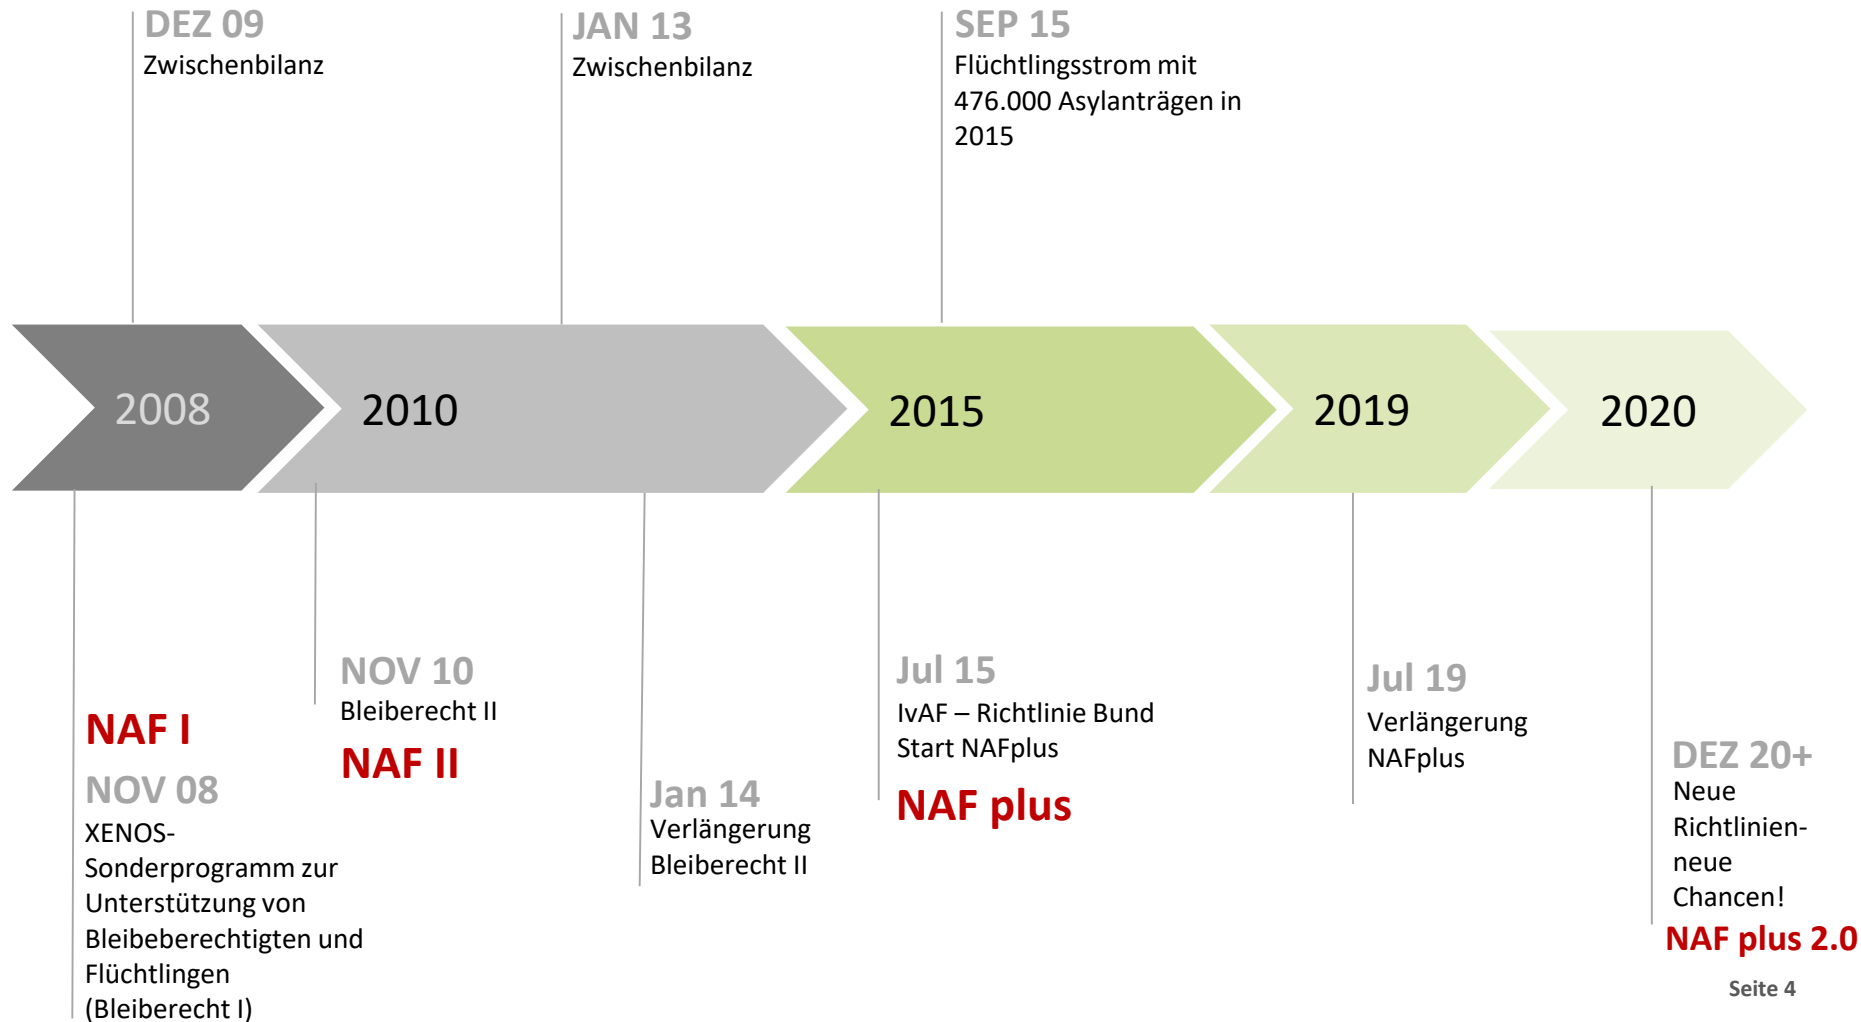 DEZ 09
Zwischenbilanz
JAN 13
Zwischenbilanz
SEP 15
Flüchtlingsstrom mit
476.000 Asylanträgen in
2015
2008
2010
2015
2019
2020
NAF I
NOV 08
XENOS-
Sonderprogramm zur
Unterstützung von
Bleibeberechtigten und
Flüchtlingen
(Bleiberecht I)
NOV 10
Bleiberecht II
NAF II
Jan 14
Verlängerung
Bleiberecht II
Jul 15
IvAF – Richtlinie Bund
Start NAFplus
NAF plus
Jul 19
Verlängerung
NAFplus
DEZ 20+
Neue
Richtlinien-
neue
Chancen!
NAF plus 2.0
Seite 4